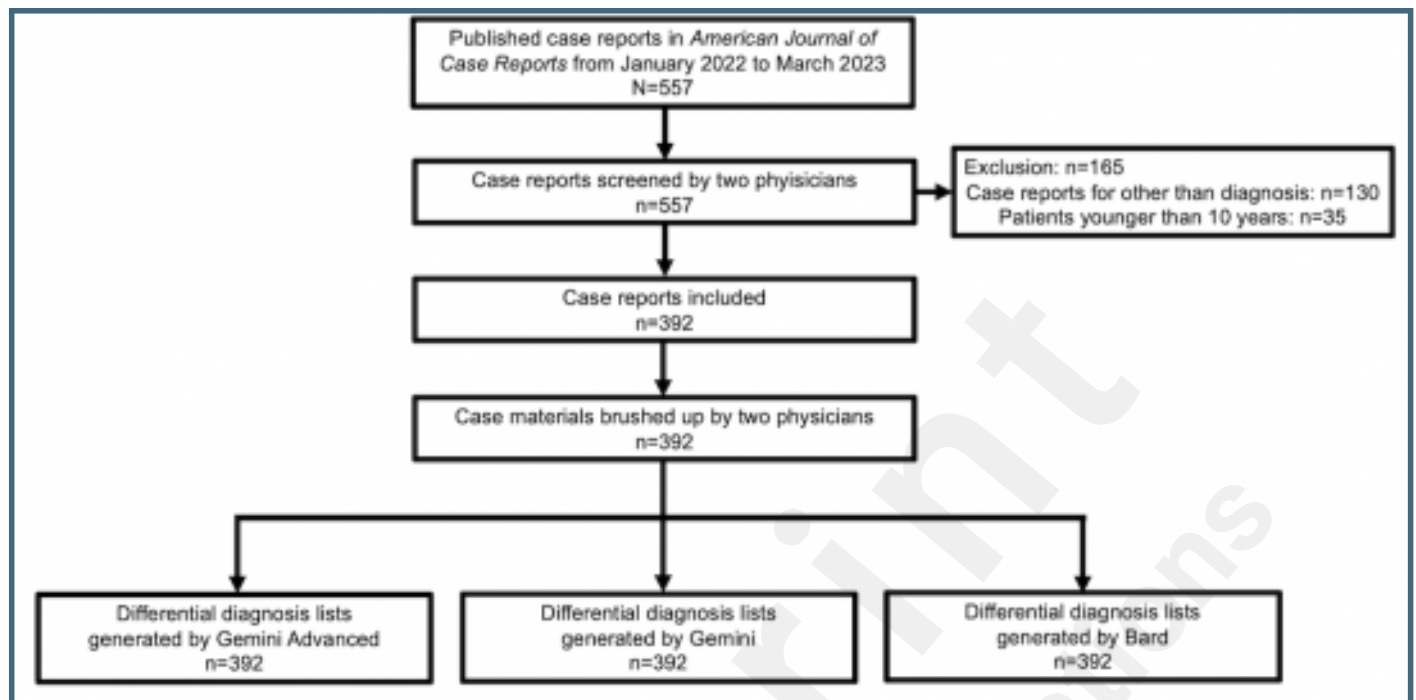 Published case reports in American Journal of
Case Reports from January 2022 to March 2023
N=557
Case reports screened by two phyisicians
n=557
Exclusion: n=165
Case reports for other than diagnosis: n=130
Patients younger than 10 years: n=35
Case reports included
n=392
Case materials brushed up by two physicians
n=392
Differential diagnosis lists
generated by Gemini Advanced
n=392
Differential diagnosis lists
generated by Gemini
n=392
Differential diagnosis lists
generated by Bard
n=392
rint
tions